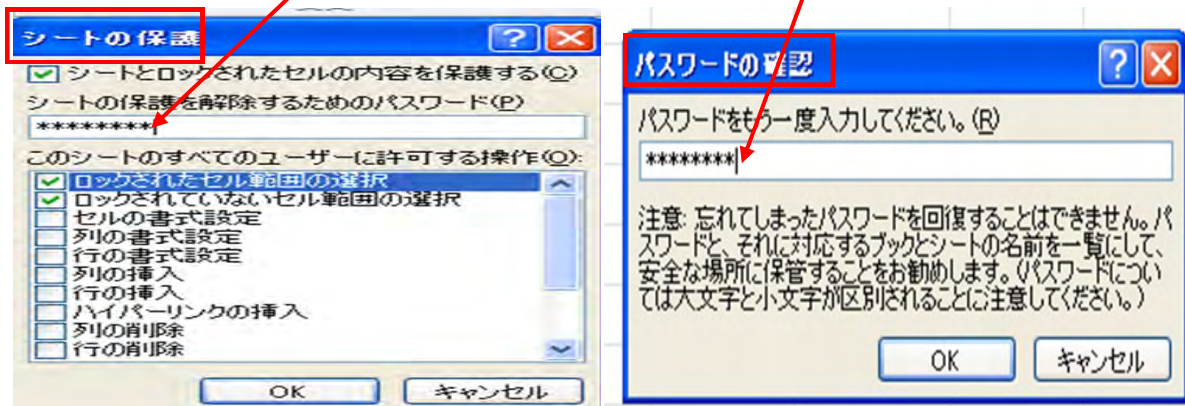 シートの保護
シートとロックされたセルの内容を保護する(C)
シートの保護を解除するためのパスワード(P)
********
このシートのすべてのユーザーに許可する操作(O):
ロックされたセル範囲の選択
ロックされていないセル範囲の選択
セルの書式設定
列の書式設定
行の書式設定
列の挿入
行の挿入
ハイパーリンクの挿入
列の削除
行の削除
OK
キャンセル
パスワードの確認
パスワードをもう一度入力してください。(R)
********
注意: 忘れてしまったパスワードを回復することはできません。パ
スワードと、それに対応するブックとシートの名前を一覧にして、
安全な場所に保管することをお勧めします。(パスワードについ
ては大文字と小文字が区別されることに注意してください。)
OK
キャンセル